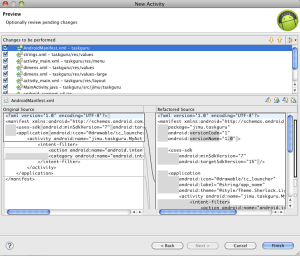 New Activity
Preview
Optionally review pending changes
Changes to be performed
AndroidManifest.xml - taskguru
strings.xml - taskguru/res/values
activity_main.xml - taskguru/res/menu
dimens.xml - taskguru/res/values
dimens.xml - taskguru/res/values-large
activity_main.xml - taskguru/res/layout
MainActivity.java - taskguru/src/jimu/taskguru
AndroidManifest.xml
Original Source
Refactored Source
<?xml version="1.0" encoding="UTF-8"?>
<manifest xmlns:android="http://schemas.android.
package="jimu.taskguru"
<uses-sdk android:minSdkVersion="7"
<application
<activity android:name="jimu.taskguru.
<intent-filter>
<action android:name="android.inten
<category android:name="android.int
</intent-filter>
</activity>
</application>
</manifest>
<?xml version="1.0" encoding="UTF-8"?>
<manifest xmlns:android="http://schemas.android
package="jimu.taskguru"
android:versionCode="1"
android:versionName="1.0">
<uses-sdk
android:minSdkVersion="7"
android:targetSdkVersion="15"/>
<application
android:icon="@drawable/ic_launcher"
android:label="@string/app_name"
android:theme="@style/Theme.Sherlock.Li
<activity android:name="jimu.taskguru.
<intent-filter>
<action android:name="android.i
< Back
Next >
Cancel
Finish